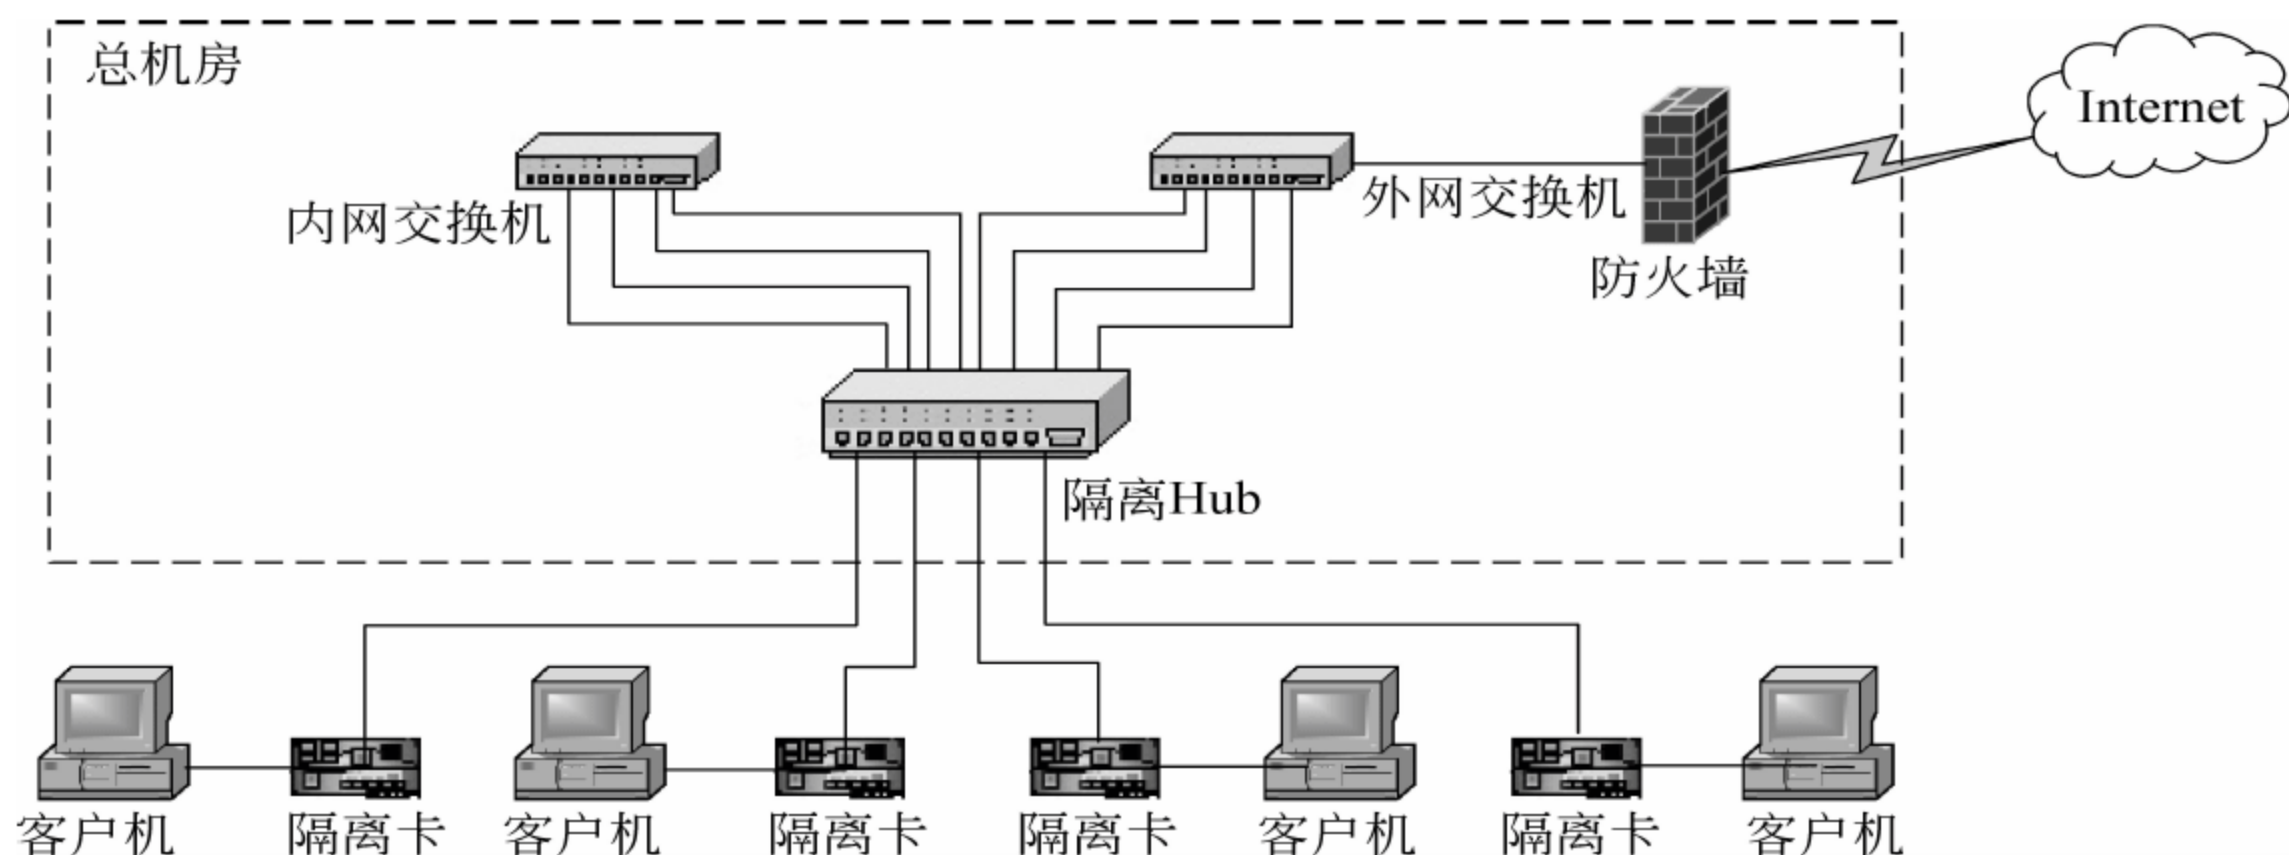 总机房
Internet
内网交换机
外网交换机
防火墙
隔离Hub
客户机
隔离卡
客户机
隔离卡
隔离卡
客户机
隔离卡
客户机